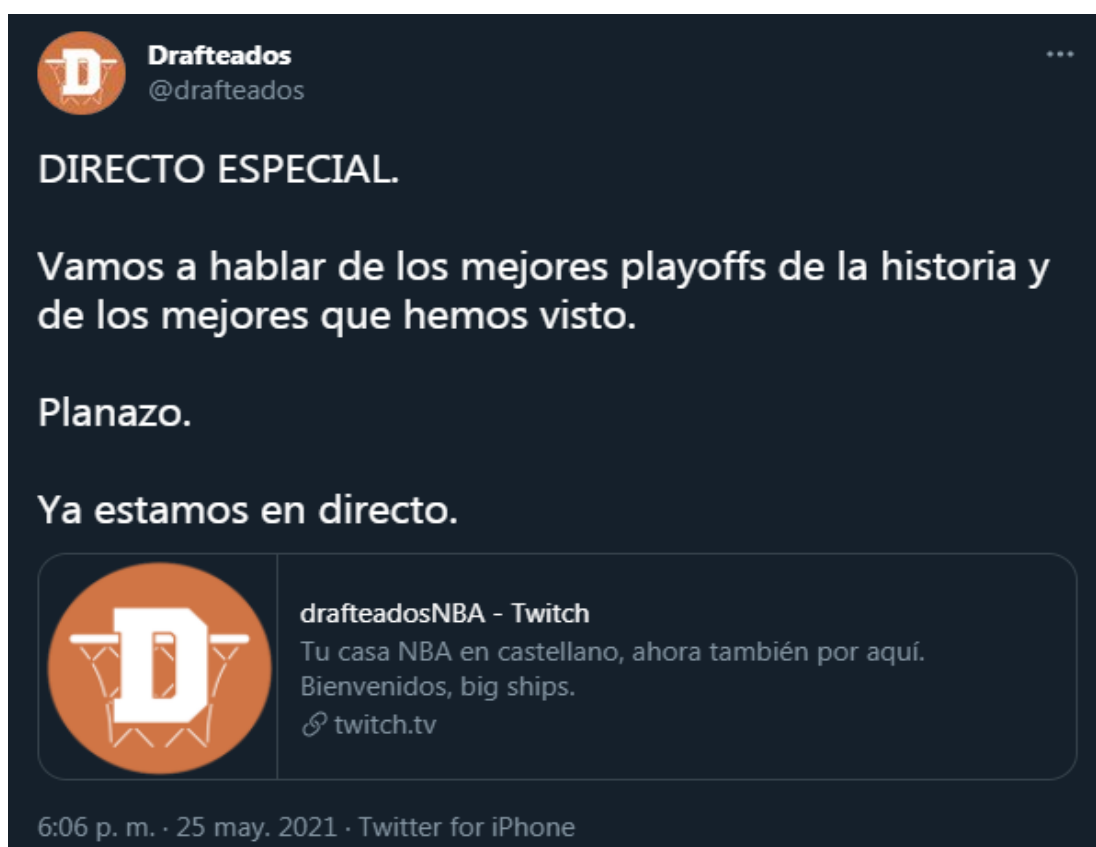 Drafteados
@drafteados
DIRECTO ESPECIAL.
Vamos a hablar de los mejores playoffs de la historia y
de los mejores que hemos visto.
Planazo.
Ya estamos en directo.
D
drafteadosNBA - Twitch
Tu casa NBA en castellano, ahora también por aquí.
Bienvenidos, big ships.
twitch.tv
6:06 p. m. · 25 may. 2021 · Twitter for iPhone